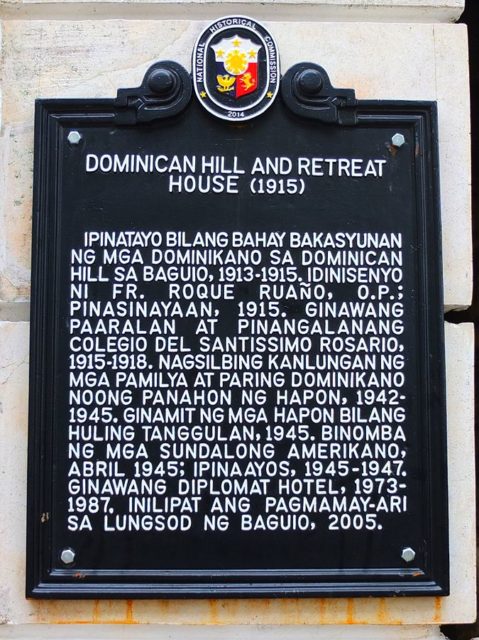 NATIONAL HISTORICAL COMMISSION
2014
DOMINICAN HILL AND RETREAT
HOUSE (1915)
IPINATAYO BILANG BAHAY BAKASYUNAN
NG MGA DOMINIKANO SA DOMINICAN
HILL SA BAGUIO, 1913-1915. IDINISENYO
NI FR. ROQUE RUAÑO, O.P.;
PINASINAYAAN, 1915. GINAWANG
PAARALAN AT PINANGALANANG
COLEGIO DEL SANTISSIMO ROSARIO,
1915-1918. NAGSILBING KANLUNGAN NG
MGA PAMILYA AT PARING DOMINIKANO
NOONG PANAHON NG HAPON, 1942-
1945. GINAMIT NG MGA HAPON BILANG
HULING TANGGULAN, 1945. BINOMBA
NG MGA SUNDALONG AMERIKANO,
ABRIL 1945; IPINAAYOS, 1945-1947.
GINAWANG DIPLOMAT HOTEL, 1973-
1987. INILIPAT ANG PAGMAMAY-ARI
SA LUNGSOD NG BAGUIO, 2005.